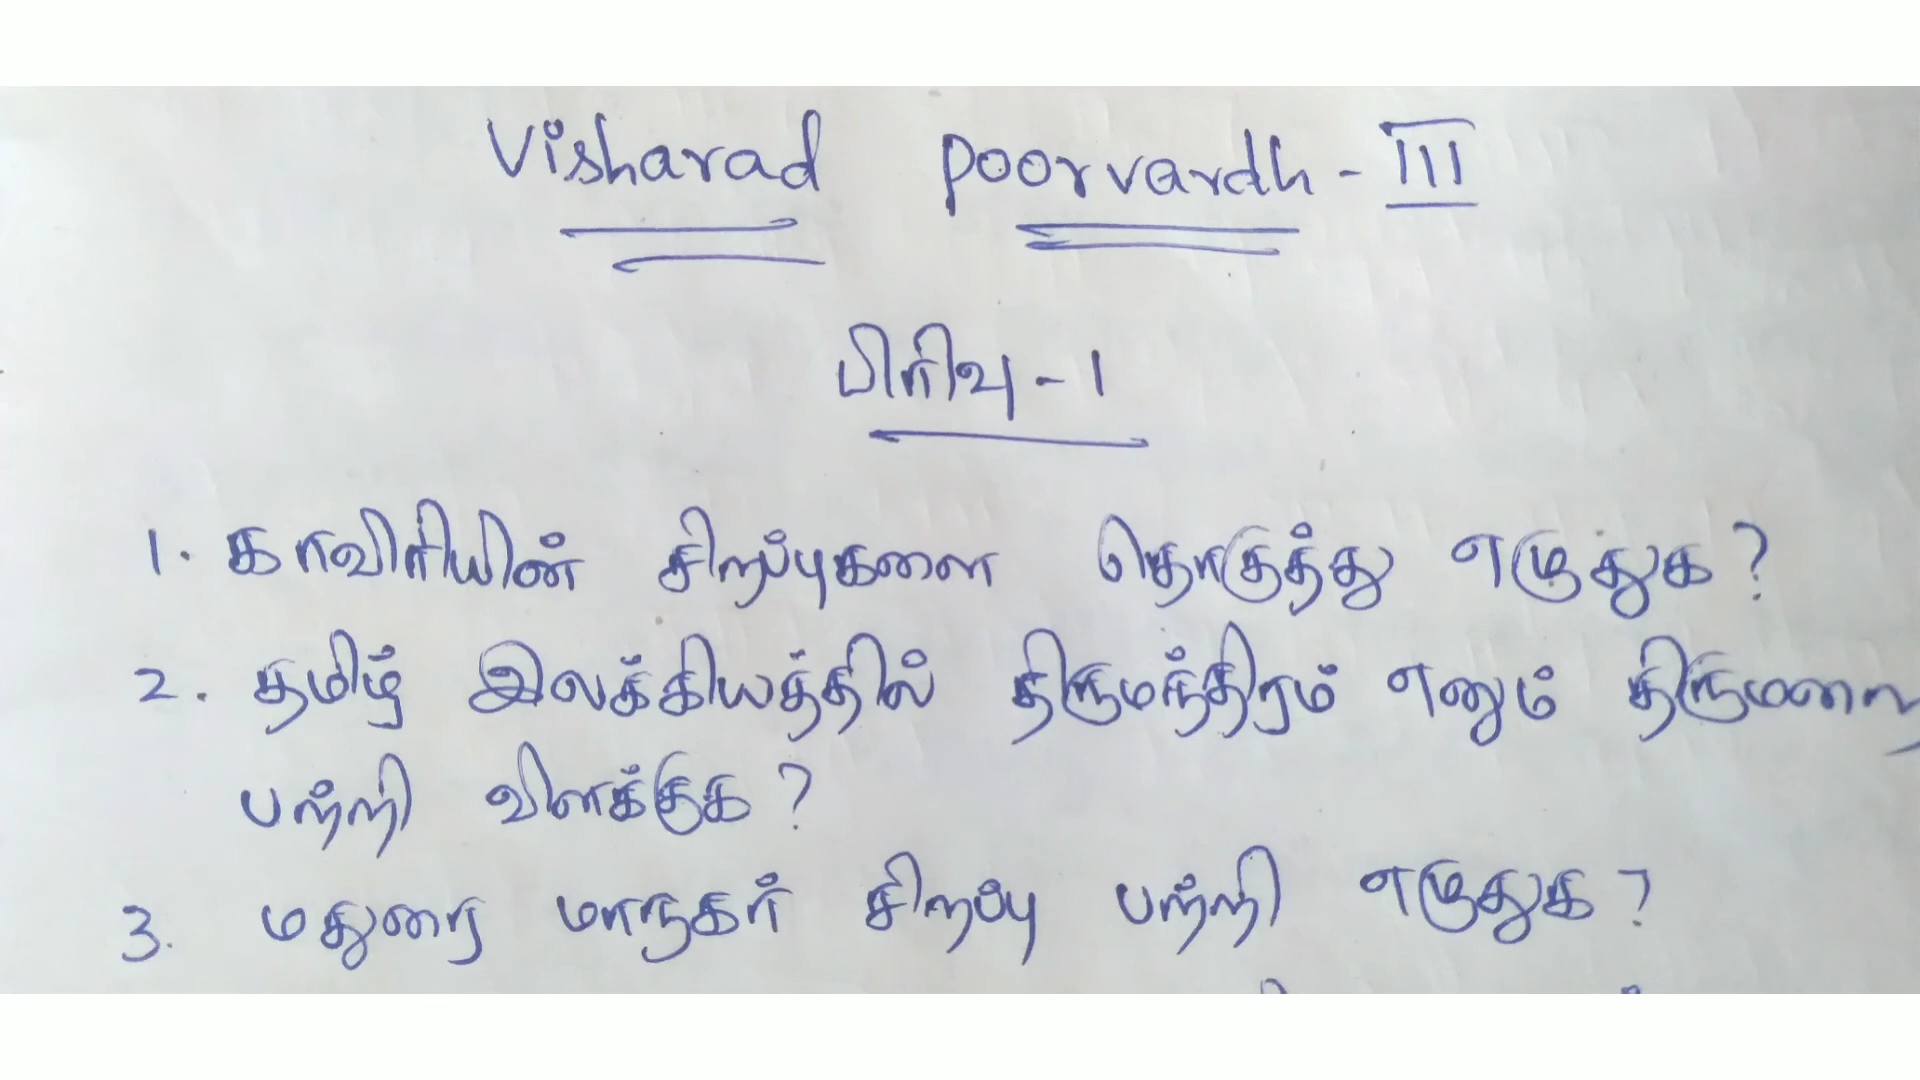 Visharad poorvardh - III
பிரிவு - 1
1. காவிரியின் சிறப்புகளை தொகுத்து எழுதுக?
2. தமிழ் இலக்கியத்தில் திருமந்திரம் எனும்
பற்றி விளக்குக?
3. மதுரை மாநகர் சிறப்பு பற்றி எழுதுக?